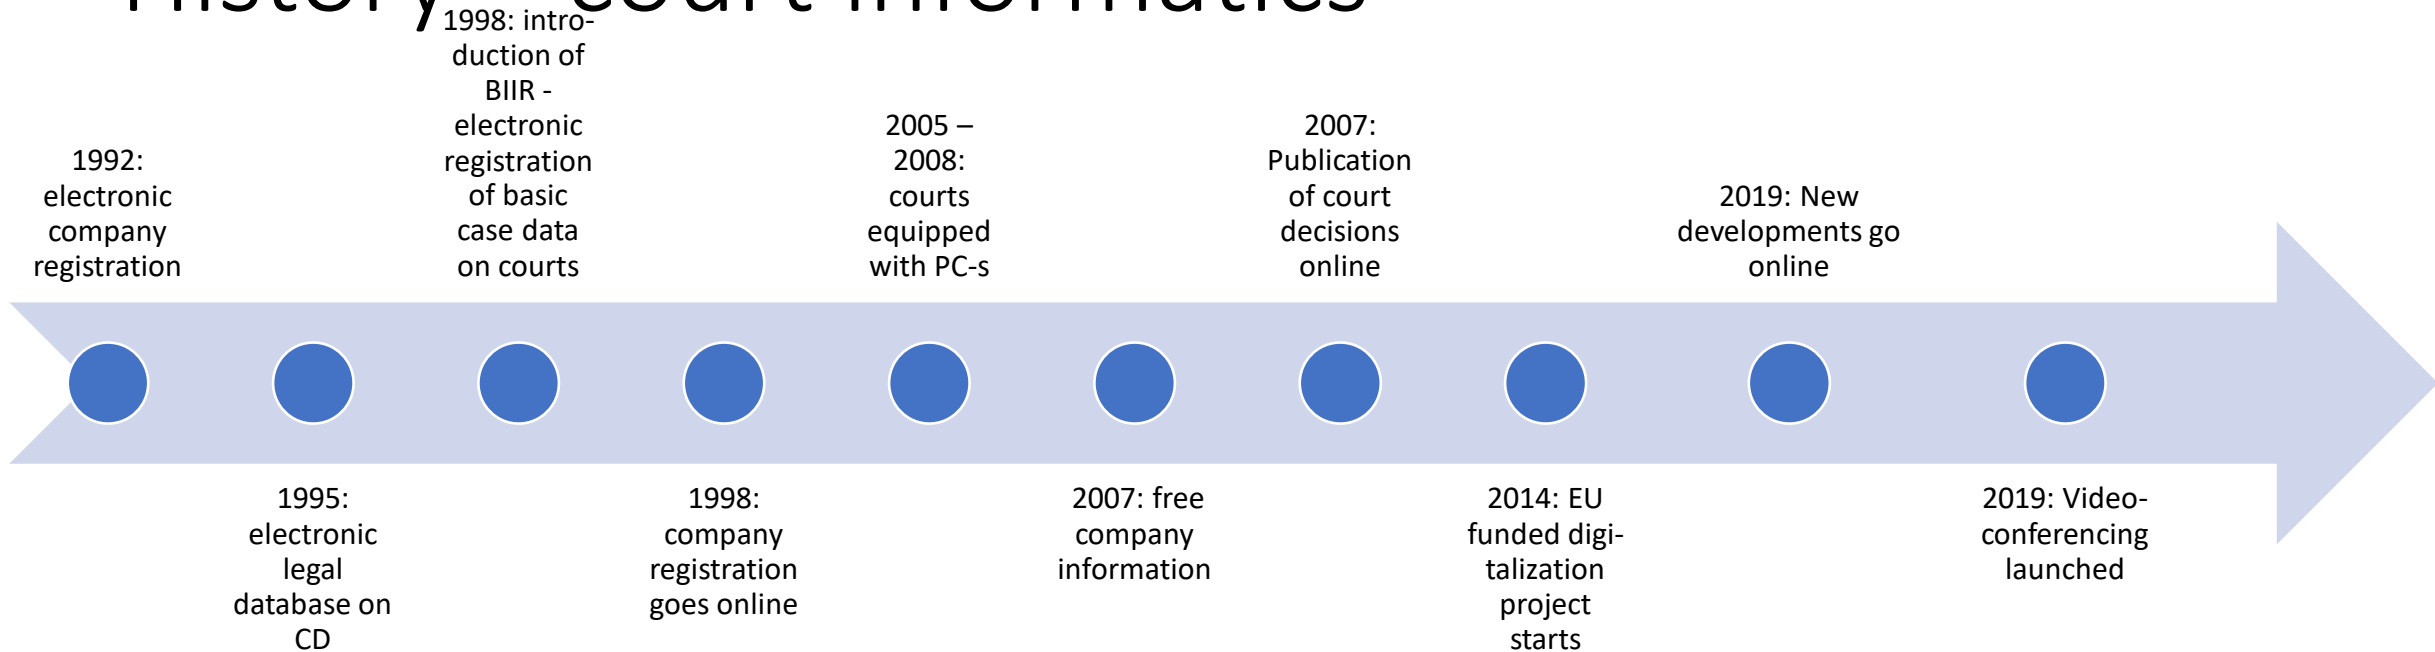 History - court informatics
1992:
electronic
company
registration
1995:
electronic
legal
database on
CD
1998: intro-
duction of
BIIR -
electronic
registration
of basic
case data
on courts
1998:
company
registration
goes online
2005 –
2008:
courts
equipped
with PC-s
2007: free
company
information
2007:
Publication
of court
decisions
online
2014: EU
funded digi-
talization
project
starts
2019: New
developments go
online
2019: Video-
conferencing
launched